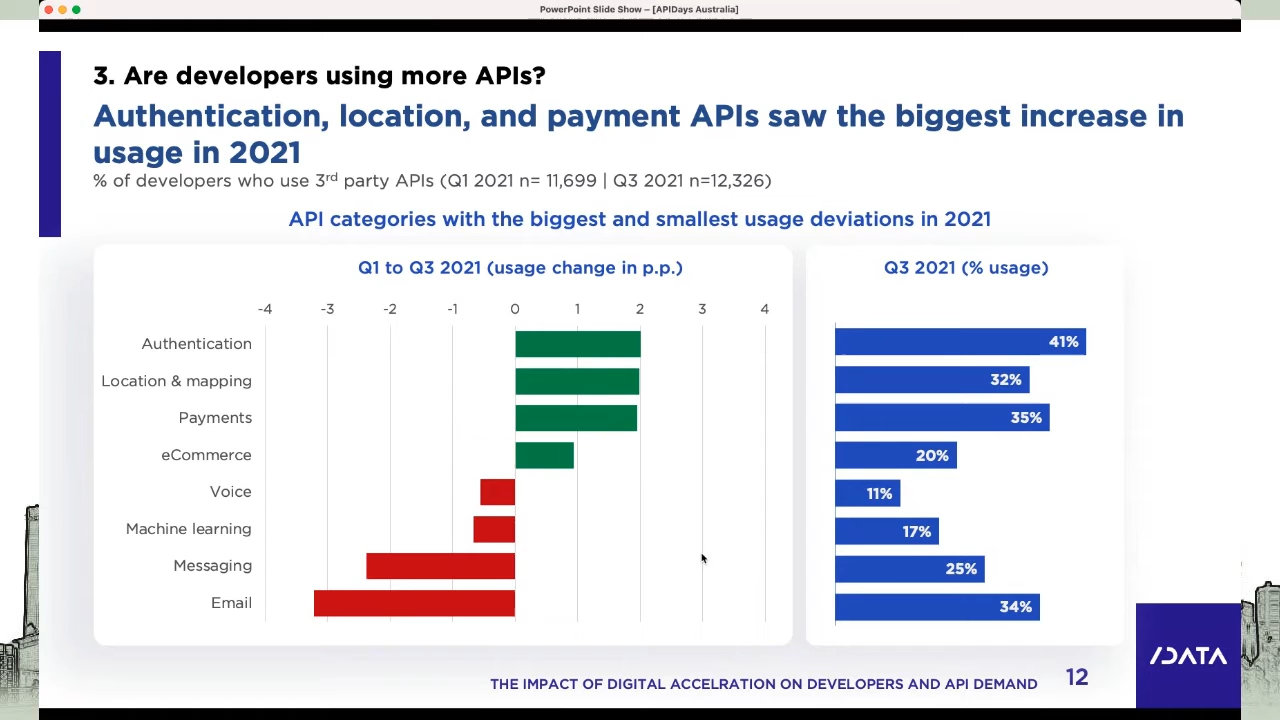 PowerPoint Slide Show – [APIDays Australia]
3. Are developers using more APIs?
Authentication, location, and payment APIs saw the biggest increase in
usage in 2021
% of developers who use 3rd party APIs (Q1 2021 n= 11,699 | Q3 2021 n=12,326)
API categories with the biggest and smallest usage deviations in 2021
Q1 to Q3 2021 (usage change in p.p.)
-4 -3 -2 -1 0 1 2 3 4
Authentication
Location & mapping
Payments
eCommerce
Voice
Machine learning
Messaging
Email
Q3 2021 (% usage)
41%
32%
35%
20%
11%
17%
25%
34%
/DATA
THE IMPACT OF DIGITAL ACCELRATION ON DEVELOPERS AND API DEMAND 12